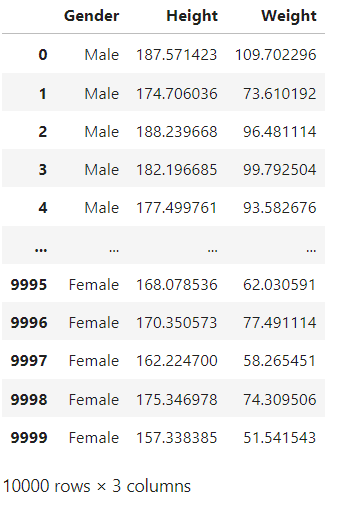 Gender Height Weight
0 Male 187.571423 109.702296
1 Male 174.706036 73.610192
2 Male 188.239668 96.481114
3 Male 182.196685 99.792504
4 Male 177.499761 93.582676
... ... ... ...
9995 Female 168.078536 62.030591
9996 Female 170.350573 77.491114
9997 Female 162.224700 58.265451
9998 Female 175.346978 74.309506
9999 Female 157.338385 51.541543
10000 rows × 3 columns